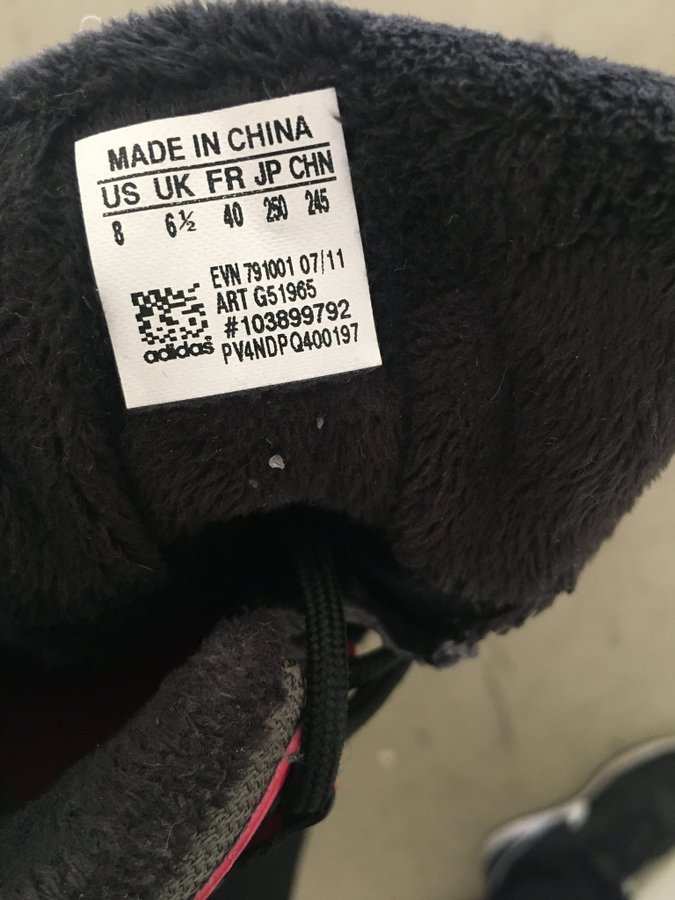 MADE IN CHINA
US UK FR JP CHN
8 6½ 40 250 245
EVN 791001 07/11
ART G51965
#103899792
adidas PV4NDPQ400197